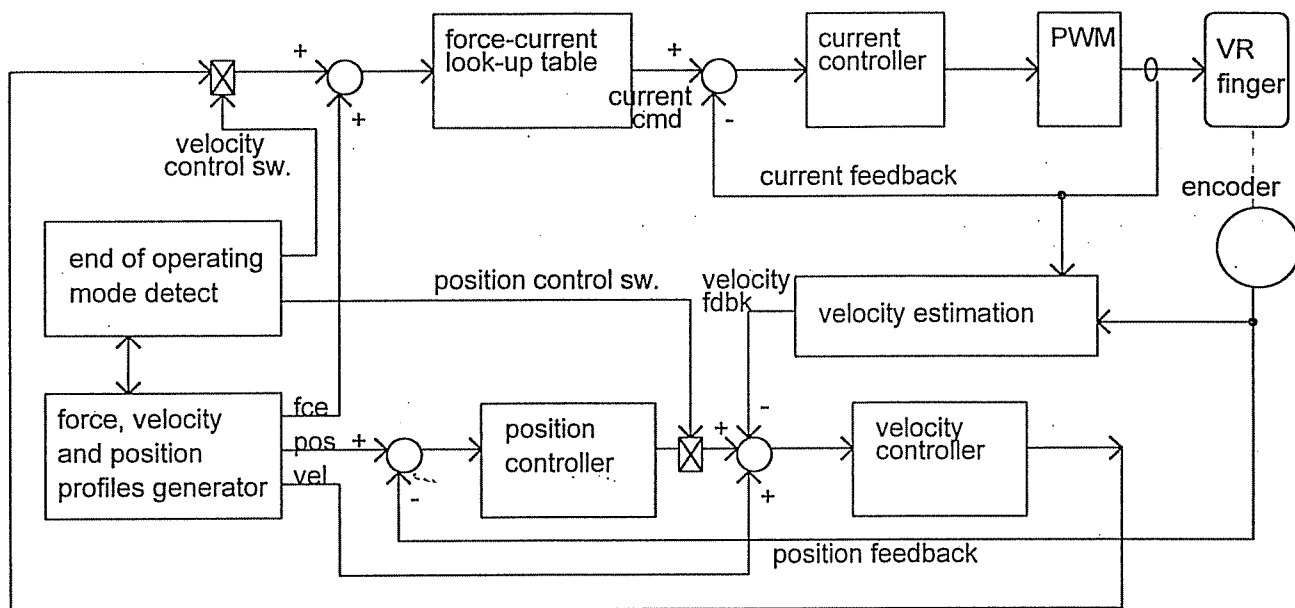 force-current
look-up table
current
controller
PWM
VR
finger
+
+
+
-
current
cmd
velocity
control sw.
current feedback
encoder
end of operating
mode detect
position control sw.
velocity
fdbk
velocity estimation
force, velocity
and position
profiles generator
fce
pos
vel
+
-
position
controller
+
-
+
velocity
controller
position feedback